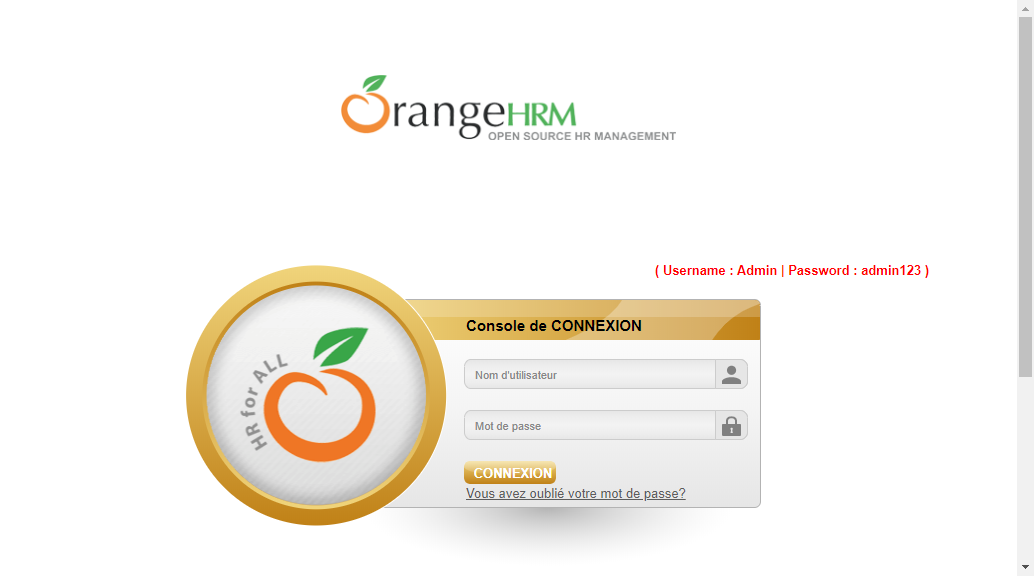 OrangeHRM
OPEN SOURCE HR MANAGEMENT
( Username : Admin | Password : admin123 )
Console de CONNEXION
HR for ALL
Nom d'utilisateur
Mot de passe
CONNEXION
Vous avez oublié votre mot de passe?